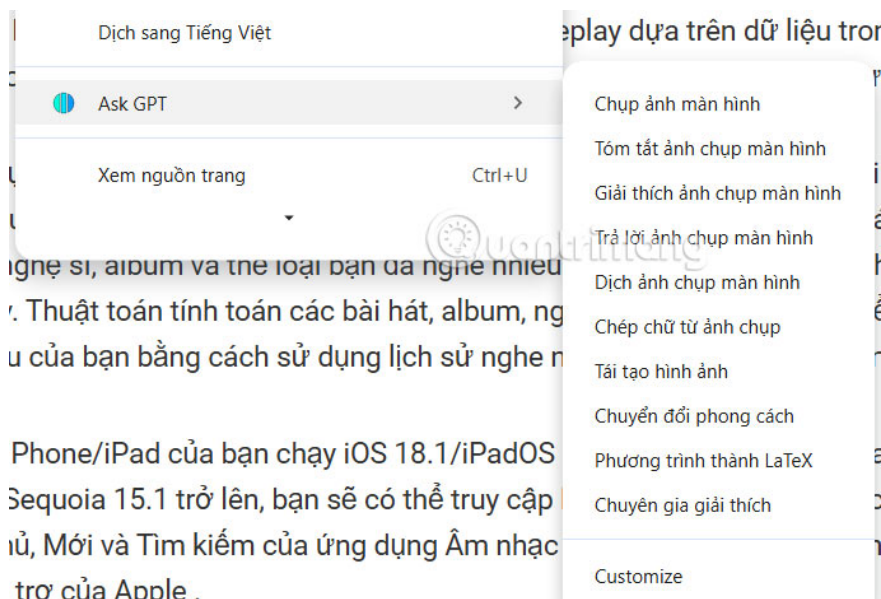 Dịch sang Tiếng Việt
Ask GPT
Xem nguồn trang Ctrl+U
Chụp ảnh màn hình
Tóm tắt ảnh chụp màn hình
Giải thích ảnh chụp màn hình
Trả lời ảnh chụp màn hình
Dịch ảnh chụp màn hình
Chép chữ từ ảnh chụp
Tái tạo hình ảnh
Chuyển đổi phong cách
Phương trình thành LaTeX
Chuyên gia giải thích
Customize
Quantrimang
dựa trên dữ liệu
sĩ, album và thể loại bạn đã nghe nhiều
. Thuật toán tính toán các bài hát, album,
của bạn bằng cách sử dụng lịch sử nghe
Phone/iPad của bạn chạy iOS 18.1/iPadOS
Sequoia 15.1 trở lên, bạn sẽ có thể truy cập
Mới và Tìm kiếm của ứng dụng Âm nhạc
trợ của Apple .